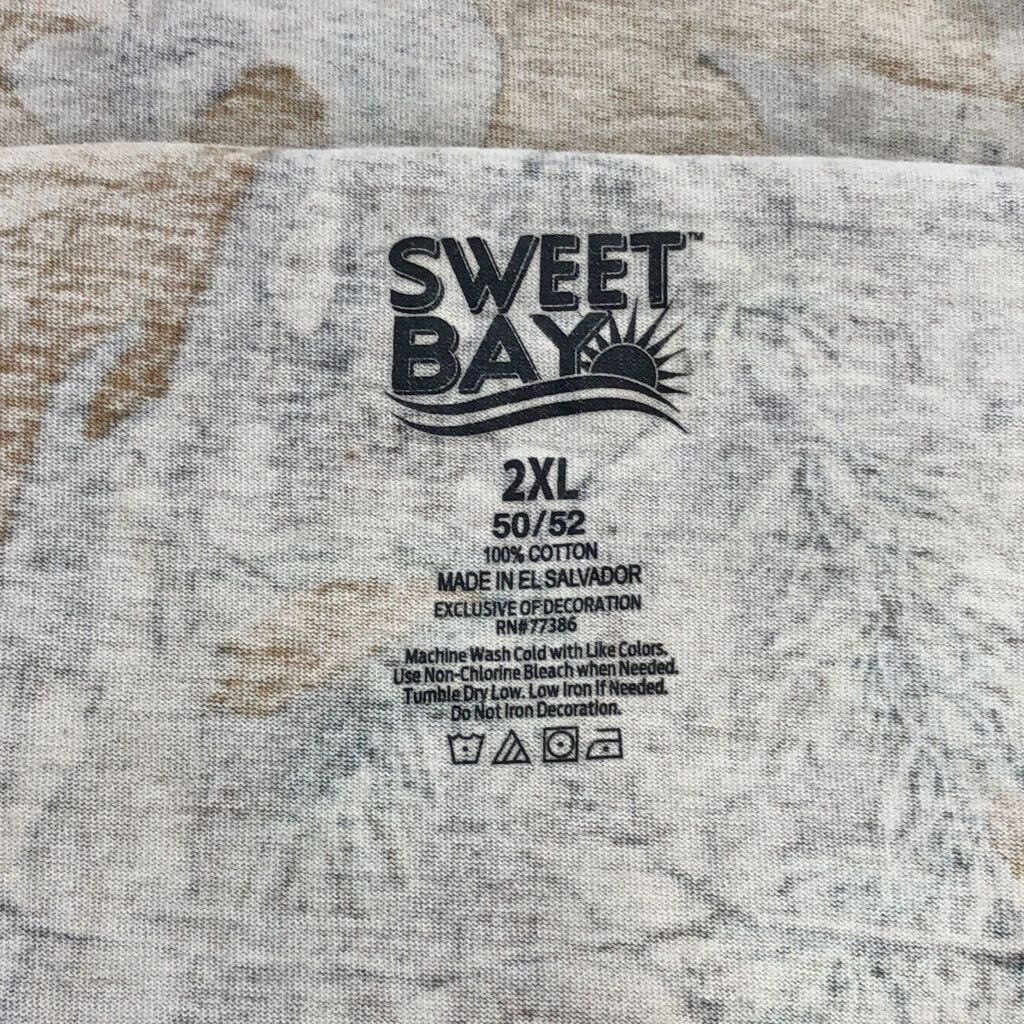 SWEET™
BAY
2XL
50/52
100% COTTON
MADE IN EL SALVADOR
EXCLUSIVE OF DECORATION
RN#77386
Machine Wash Cold with Like Colors.
Use Non-Chlorine Bleach when Needed.
Tumble Dry Low. Low Iron If Needed.
Do Not Iron Decoration.